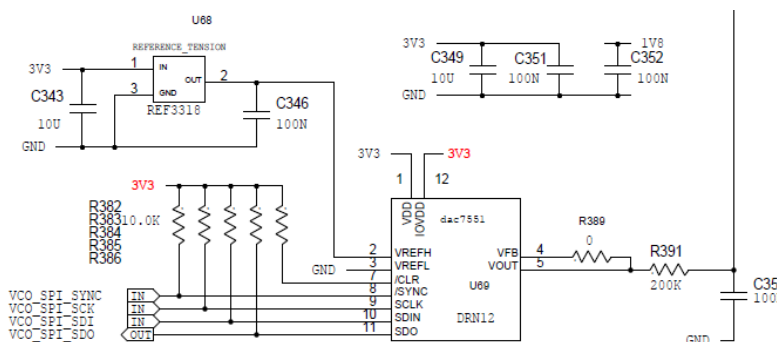 U68
REFERENCE_TENSION
3V3 1 IN OUT 2
3 GND
REF3318
C343
10U
C346
100N
GND
3V3 1V8
C349 C351 C352
10U 100N 100N
GND
3V3 3V3
1 12
VDD IOVDD
dac7551
3V3
R382
R383 10.0K
R384
R385
R386
2 VREFH VFB 4
GND 3 VREFL VOUT 5
7 /CLR
8 /SYNC
9 SCLK
10 SDIN
11 SDO
U69
DRN12
R389
0
R391
200K
C35
100
GND
VCO_SPI_SYNC IN
VCO_SPI_SCK IN
VCO_SPI_SDI IN
VCO_SPI_SDO OUT